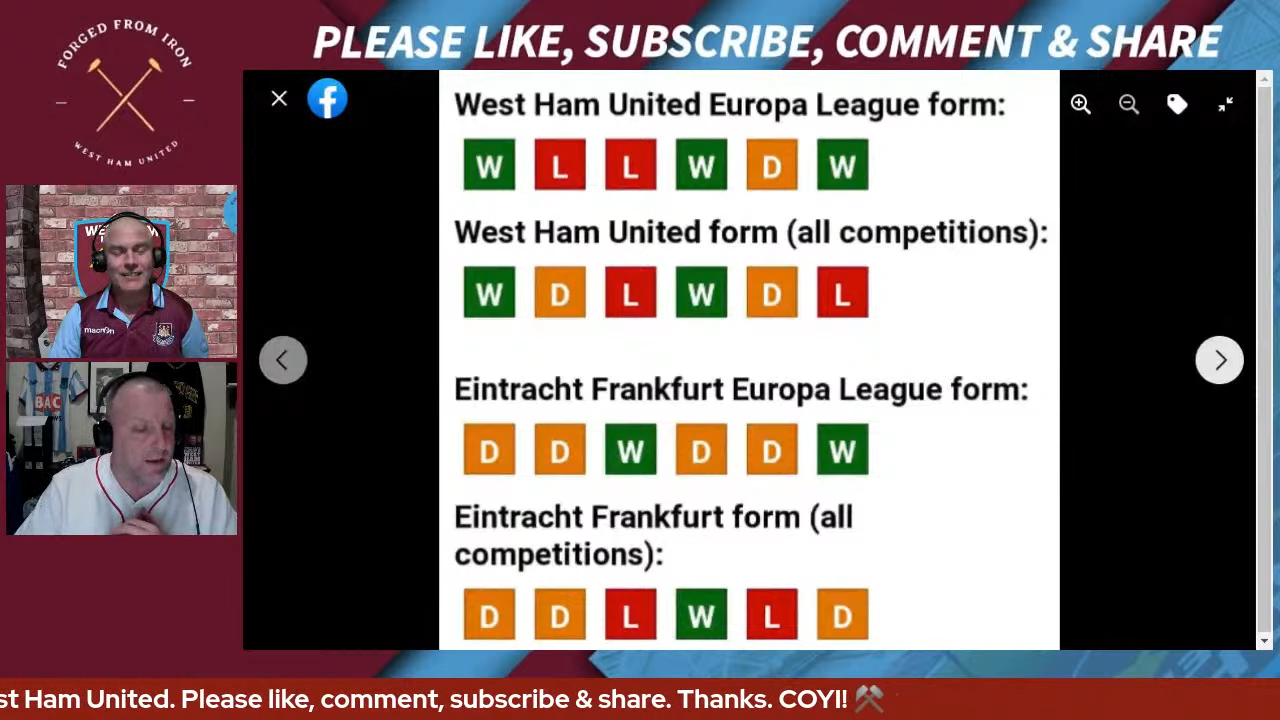 FORGED FROM IRON
WEST HAM UNITED
PLEASE LIKE, SUBSCRIBE, COMMENT & SHARE
West Ham United Europa League form:
W L L W D W
West Ham United form (all competitions):
W D L W D L
Eintracht Frankfurt Europa League form:
D D W D D W
Eintracht Frankfurt form (all
competitions):
D D L W L D
macron
BAC
st Ham United. Please like, comment, subscribe & share. Thanks. COYI! ⚒